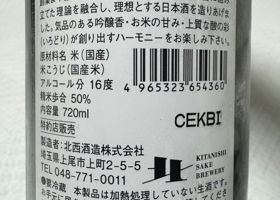 立てた理論を融合し、理想とする日本酒を造りあげま
した。気品のある吟醸香・お米の甘み・上質な酸の彩
(いろどり)が創り出すハーモニーをお楽しみ下さい。
原材料名 米(国産)
米こうじ(国産米)
アルコール分 16度
精米歩合 50%
内容量 720ml
特約店販売
4965323654360
CEKBI
製造者:北西酒造株式会社
埼玉県上尾市上町2-5-5
☎048-771-0011
KITANISHI
SAKE
BREWERY
●要冷蔵 本製品は加熱処理していない生酒です。